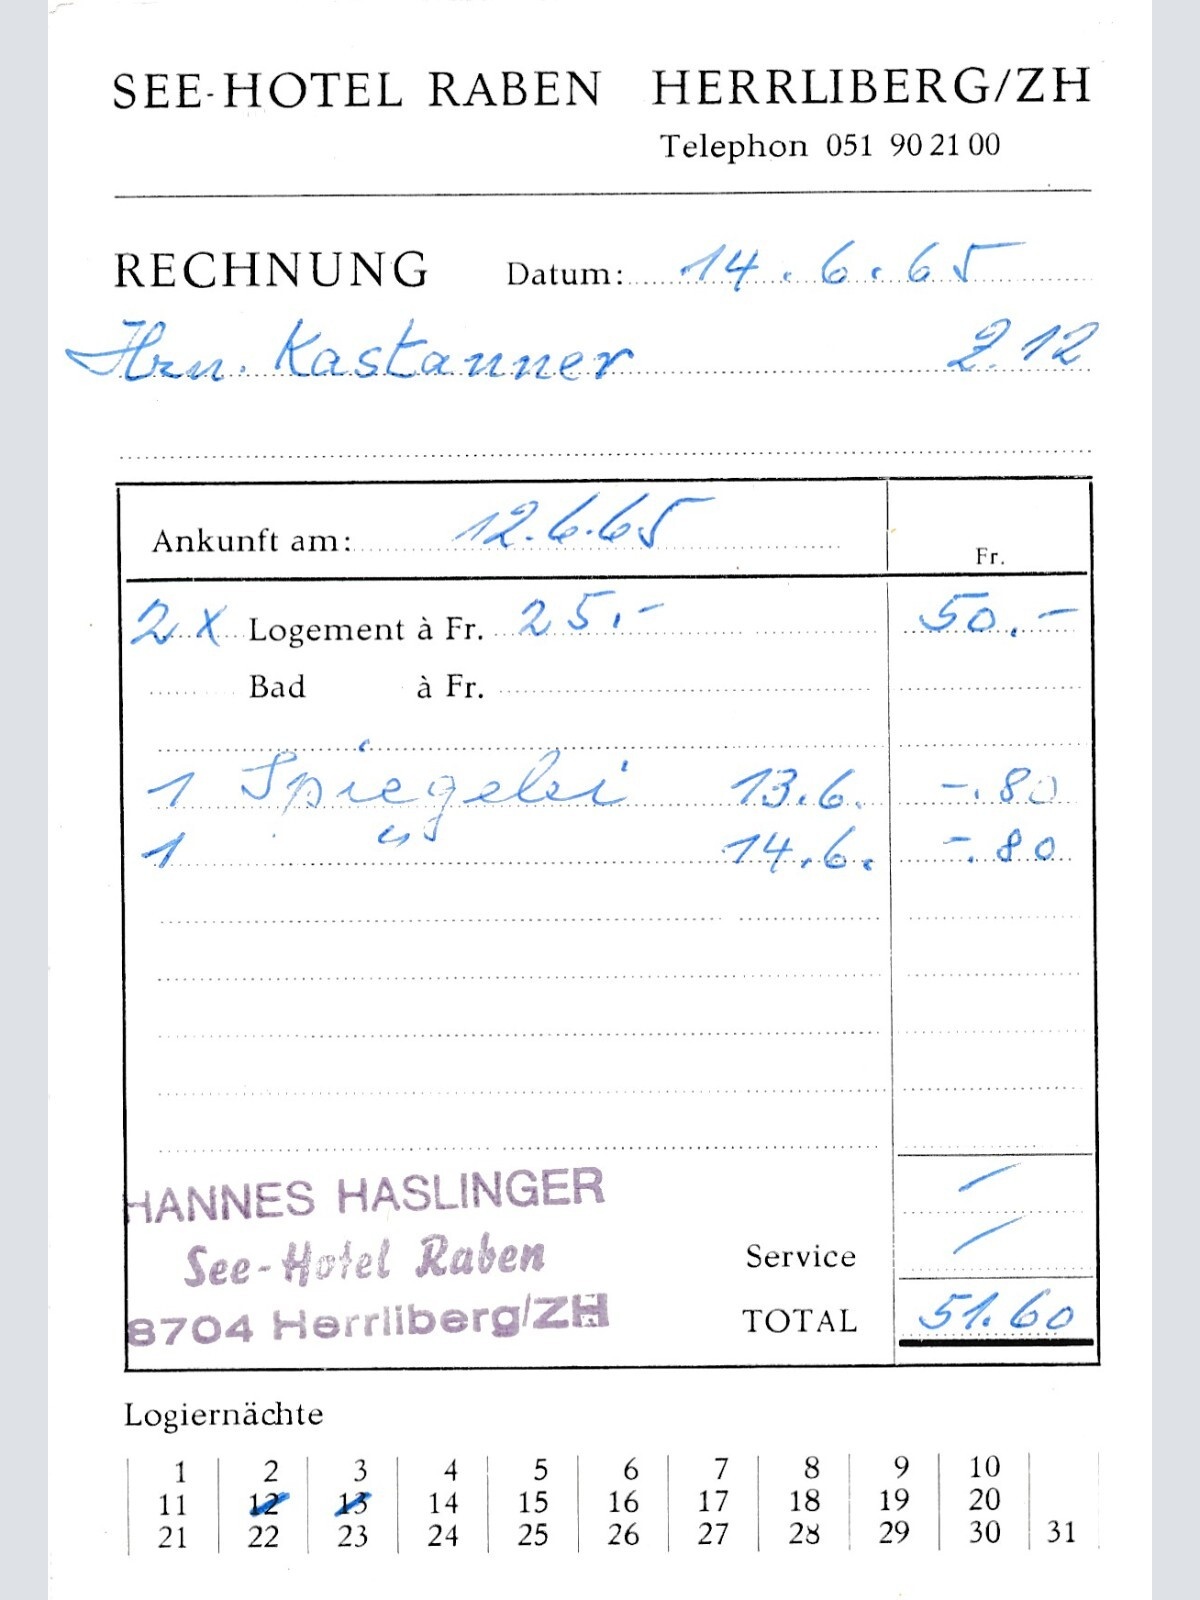 SEE-HOTEL RABEN HERRLIBERG/ZH
Telephon 051 90 21 00
RECHNUNG Datum: 14.6.65
Hrn. Kastanner Z.12
Ankunft am: 12.6.65 Fr.
2 X Logement à Fr. 25.- 50.-
Bad à Fr.
1 Spiegelei 13.6. -.80
1 " 14.6. -.80
HANNES HASLINGER
See-Hotel Raben
Service
8704 Herrliberg/ZH
TOTAL 51.60
Logiernächte
1 2 3 4 5 6 7 8 9 10
11 12 13 14 15 16 17 18 19 20
21 22 23 24 25 26 27 28 29 30 31